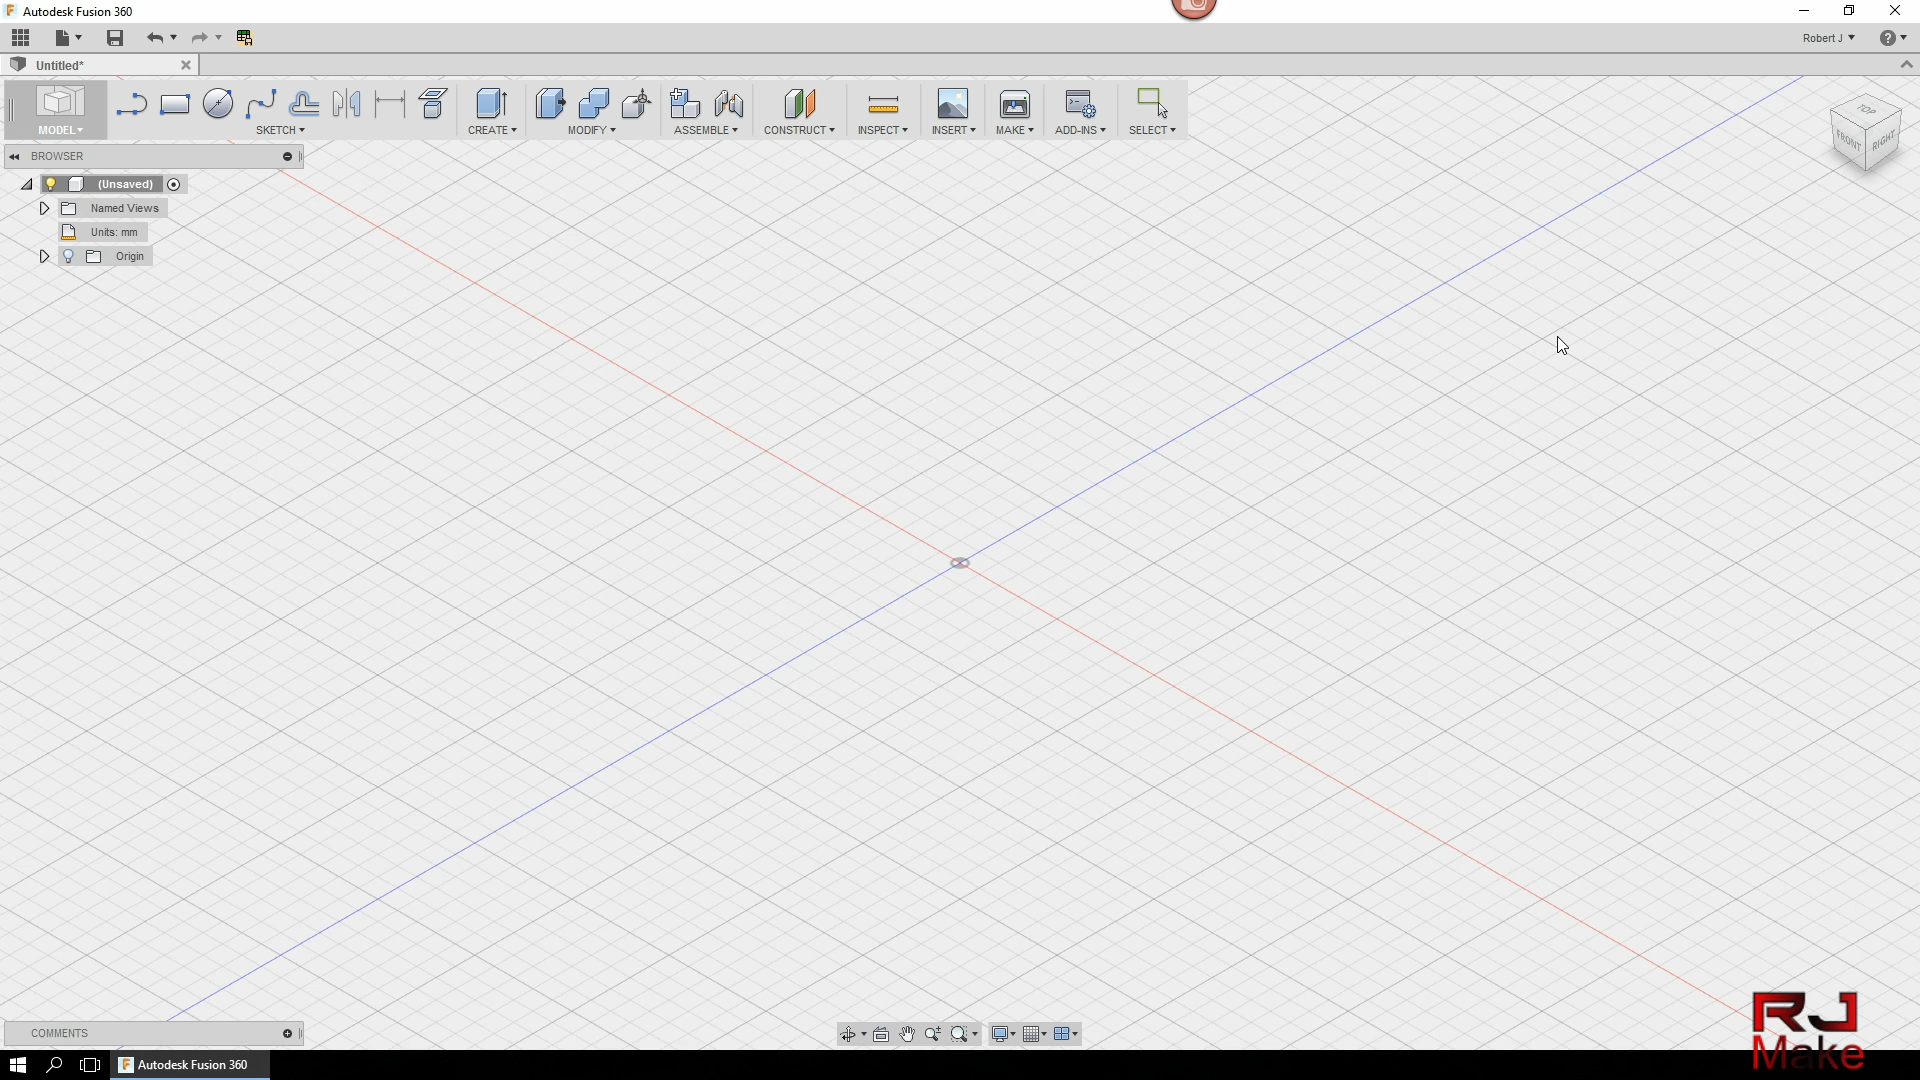 Autodesk Fusion 360
Robert J
Untitled*
MODEL
SKETCH
CREATE
MODIFY
ASSEMBLE
CONSTRUCT
INSPECT
INSERT
MAKE
ADD-INS
SELECT
TOP
FRONT
RIGHT
BROWSER
(Unsaved)
Named Views
Units: mm
Origin
COMMENTS
RJ
Make
Autodesk Fusion 360